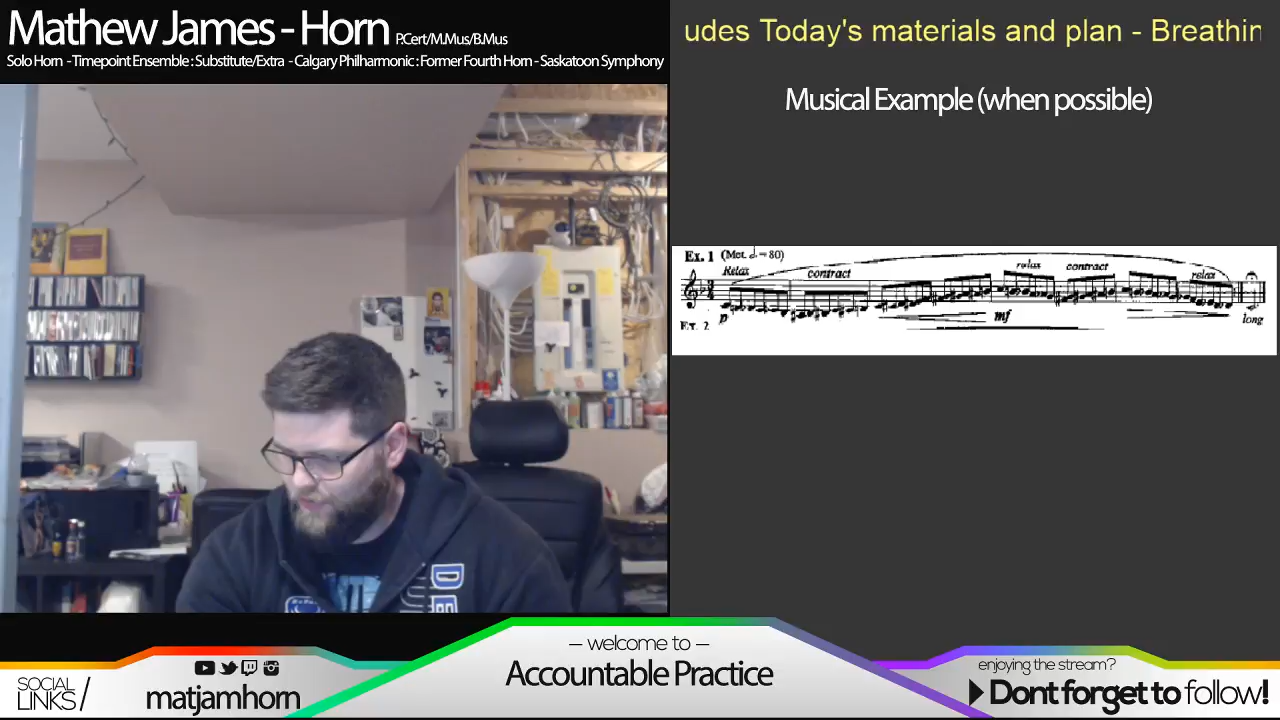 Mathew James - Horn P.Cert/M.Mus/B.Mus
Solo Horn - Timepoint Ensemble : Substitute/Extra - Calgary Philharmonic : Former Fourth Horn - Saskatoon Symphony
udes Today's materials and plan - Breathin
Musical Example (when possible)
Ex. 1 (Met. = 80)
Relax contract relax contract relax
p mf long
Ex. 2
welcome to
Accountable Practice
SOCIAL
LINKS
matjamhorn
enjoying the stream?
Dont forget to follow!